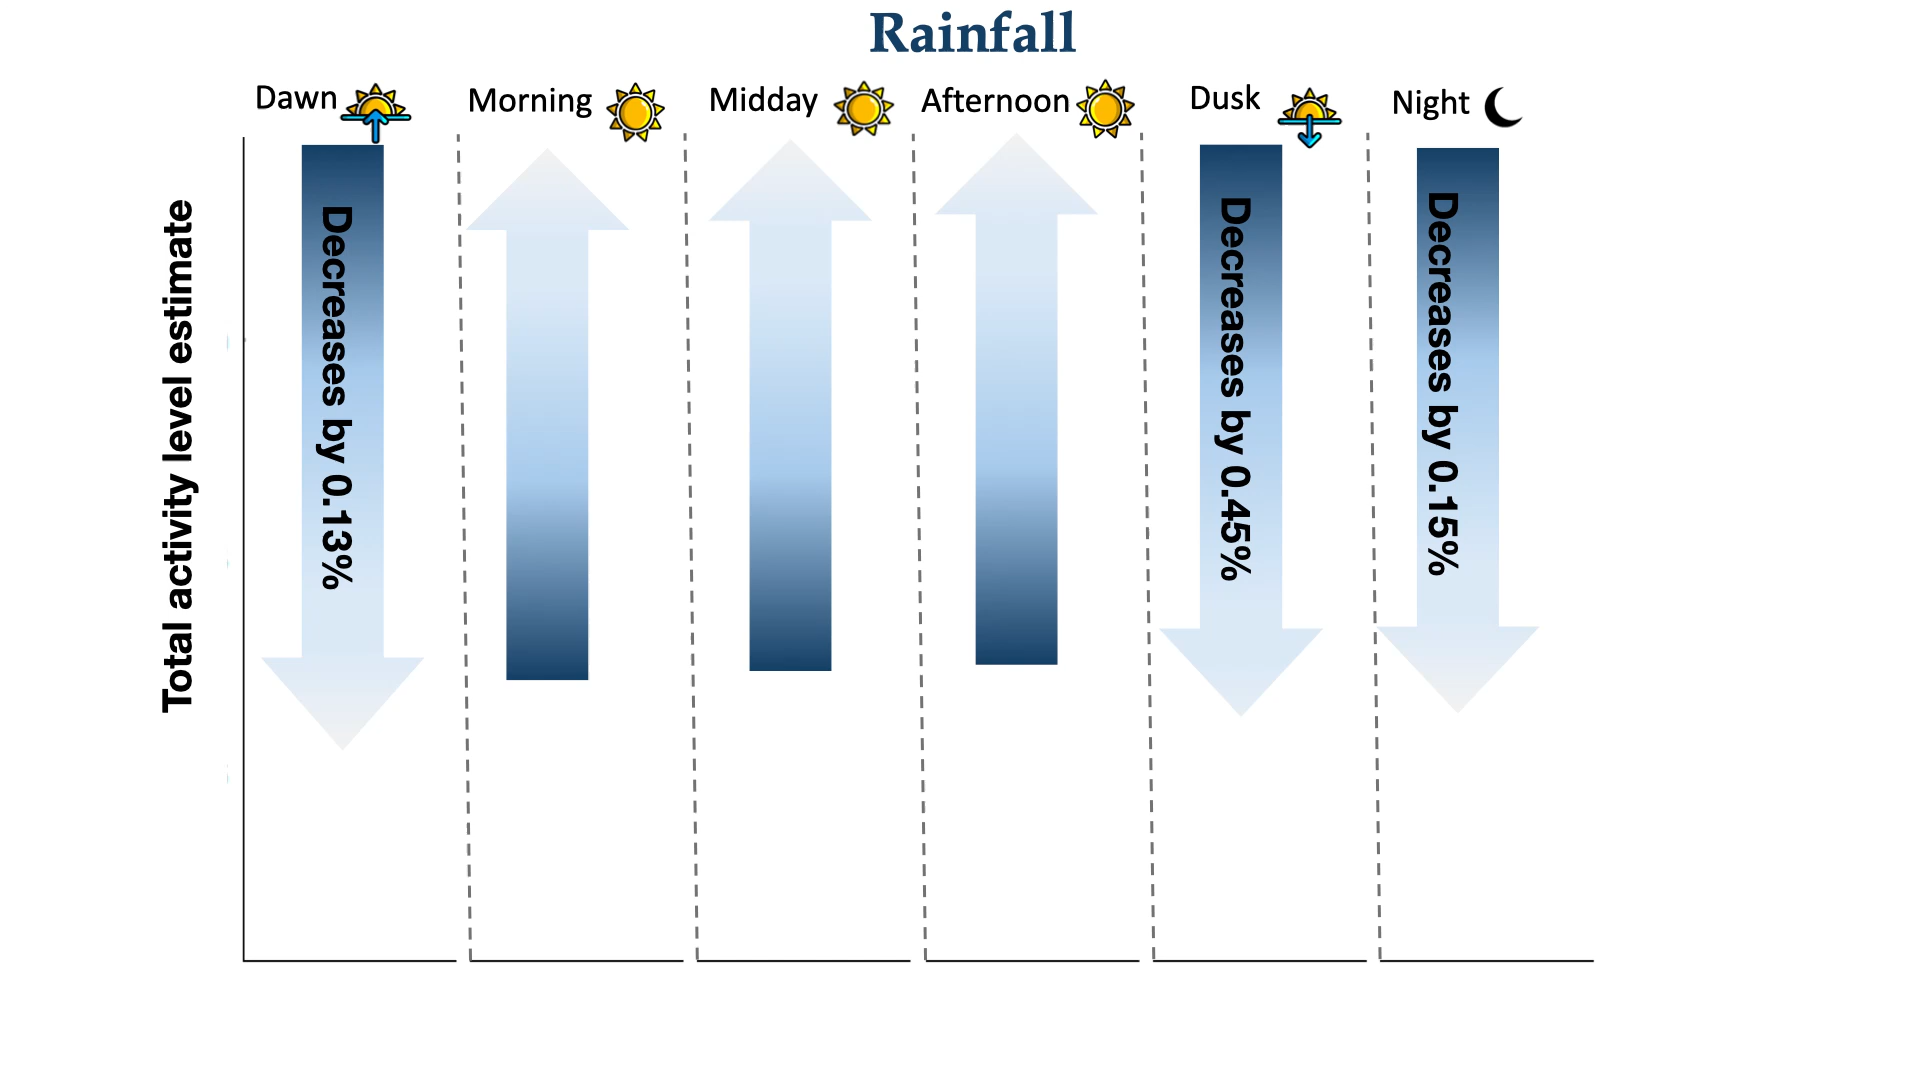 Rainfall
Dawn
Morning
Midday
Afternoon
Dusk
Night
Total activity level estimate
Decreases by 0.13%
Decreases by 0.45%
Decreases by 0.15%